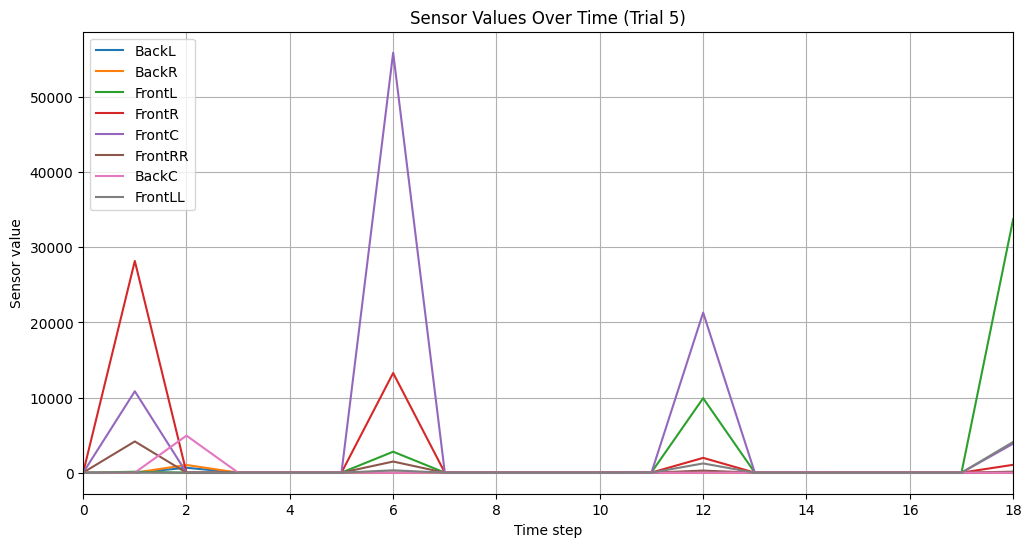 Sensor Values Over Time (Trial 5)
BackL
BackR
FrontL
FrontR
FrontC
FrontRR
BackC
FrontLL
Sensor value
50000
40000
30000
20000
10000
0
0 2 4 6 8 10 12 14 16 18
Time step